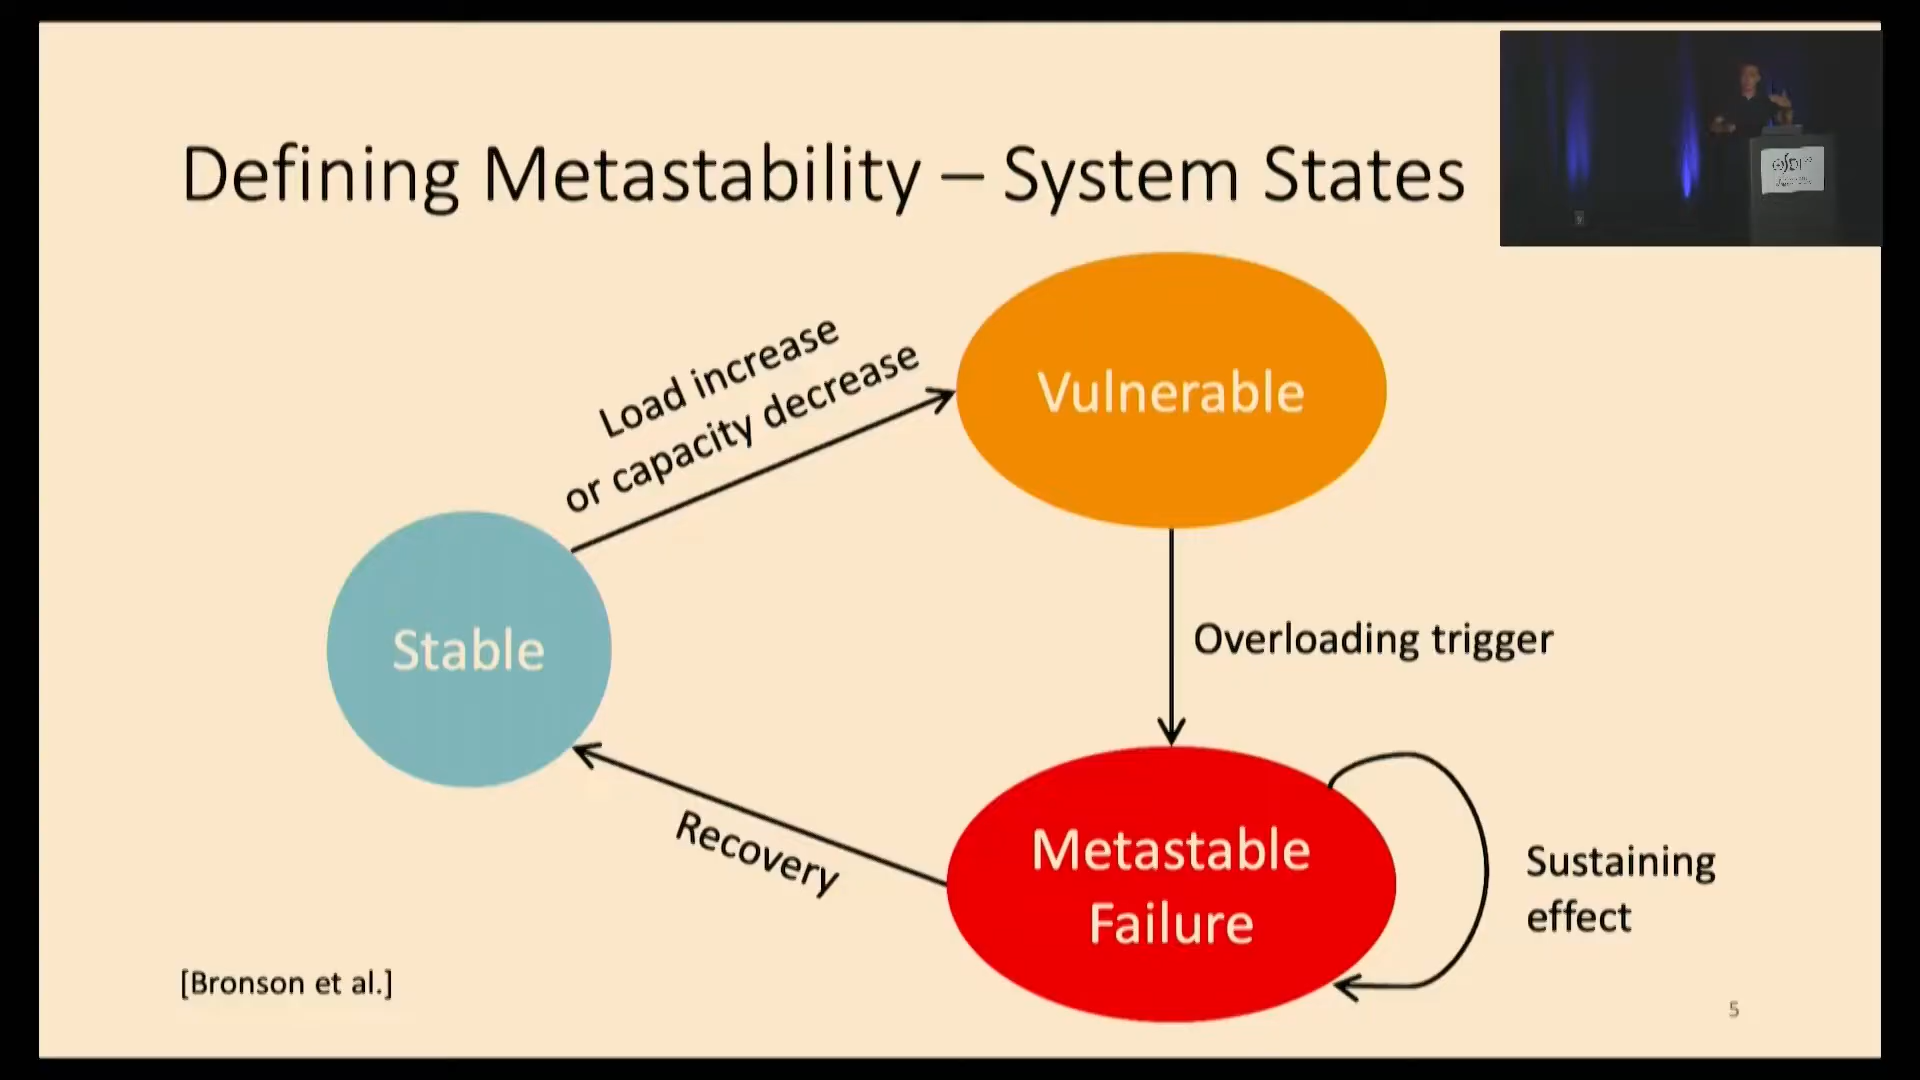 Defining Metastability – System States
Load increase
or capacity decrease
Vulnerable
Stable
Overloading trigger
Recovery
Metastable
Failure
Sustaining
effect
[Bronson et al.]
5